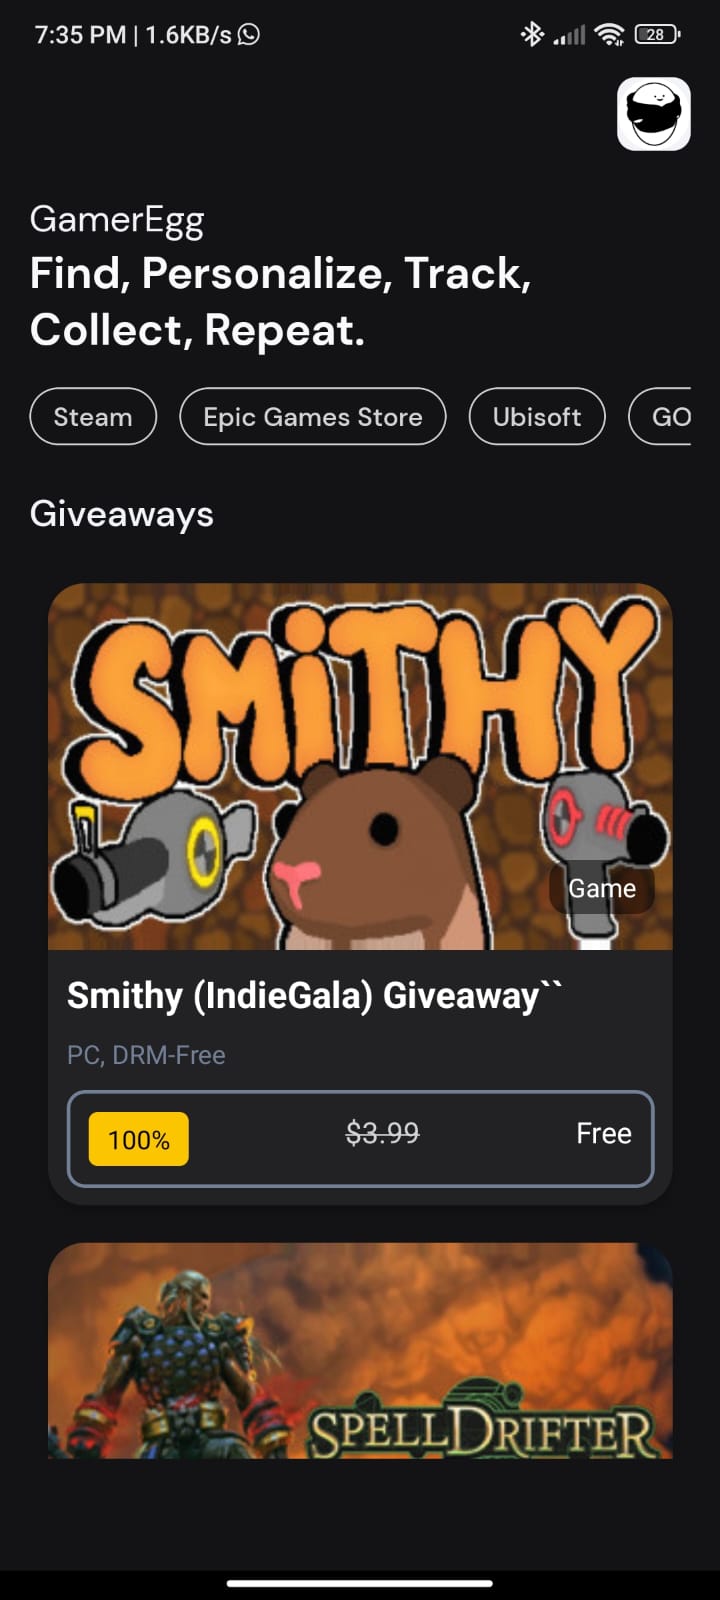 7:35 PM | 1.6KB/s
28
GamerEgg
Find, Personalize, Track,
Collect, Repeat.
Steam
Epic Games Store
Ubisoft
GO
Giveaways
SMiTHY
Game
Smithy (IndieGala) Giveaway``
PC, DRM-Free
100%
$3.99
Free
SPELLDRIFTER